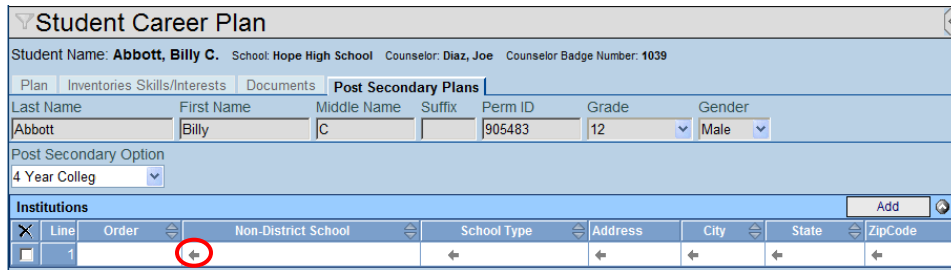 Student Career Plan
Student Name: Abbott, Billy C. School: Hope High School Counselor: Diaz, Joe Counselor Badge Number: 1039
Plan Inventories Skills/Interests Documents Post Secondary Plans
Last Name First Name Middle Name Suffix Perm ID Grade Gender
Abbott Billy C 905483 12 Male
Post Secondary Option
4 Year Colleg
Institutions Add
X Line Order Non-District School School Type Address City State ZipCode
1